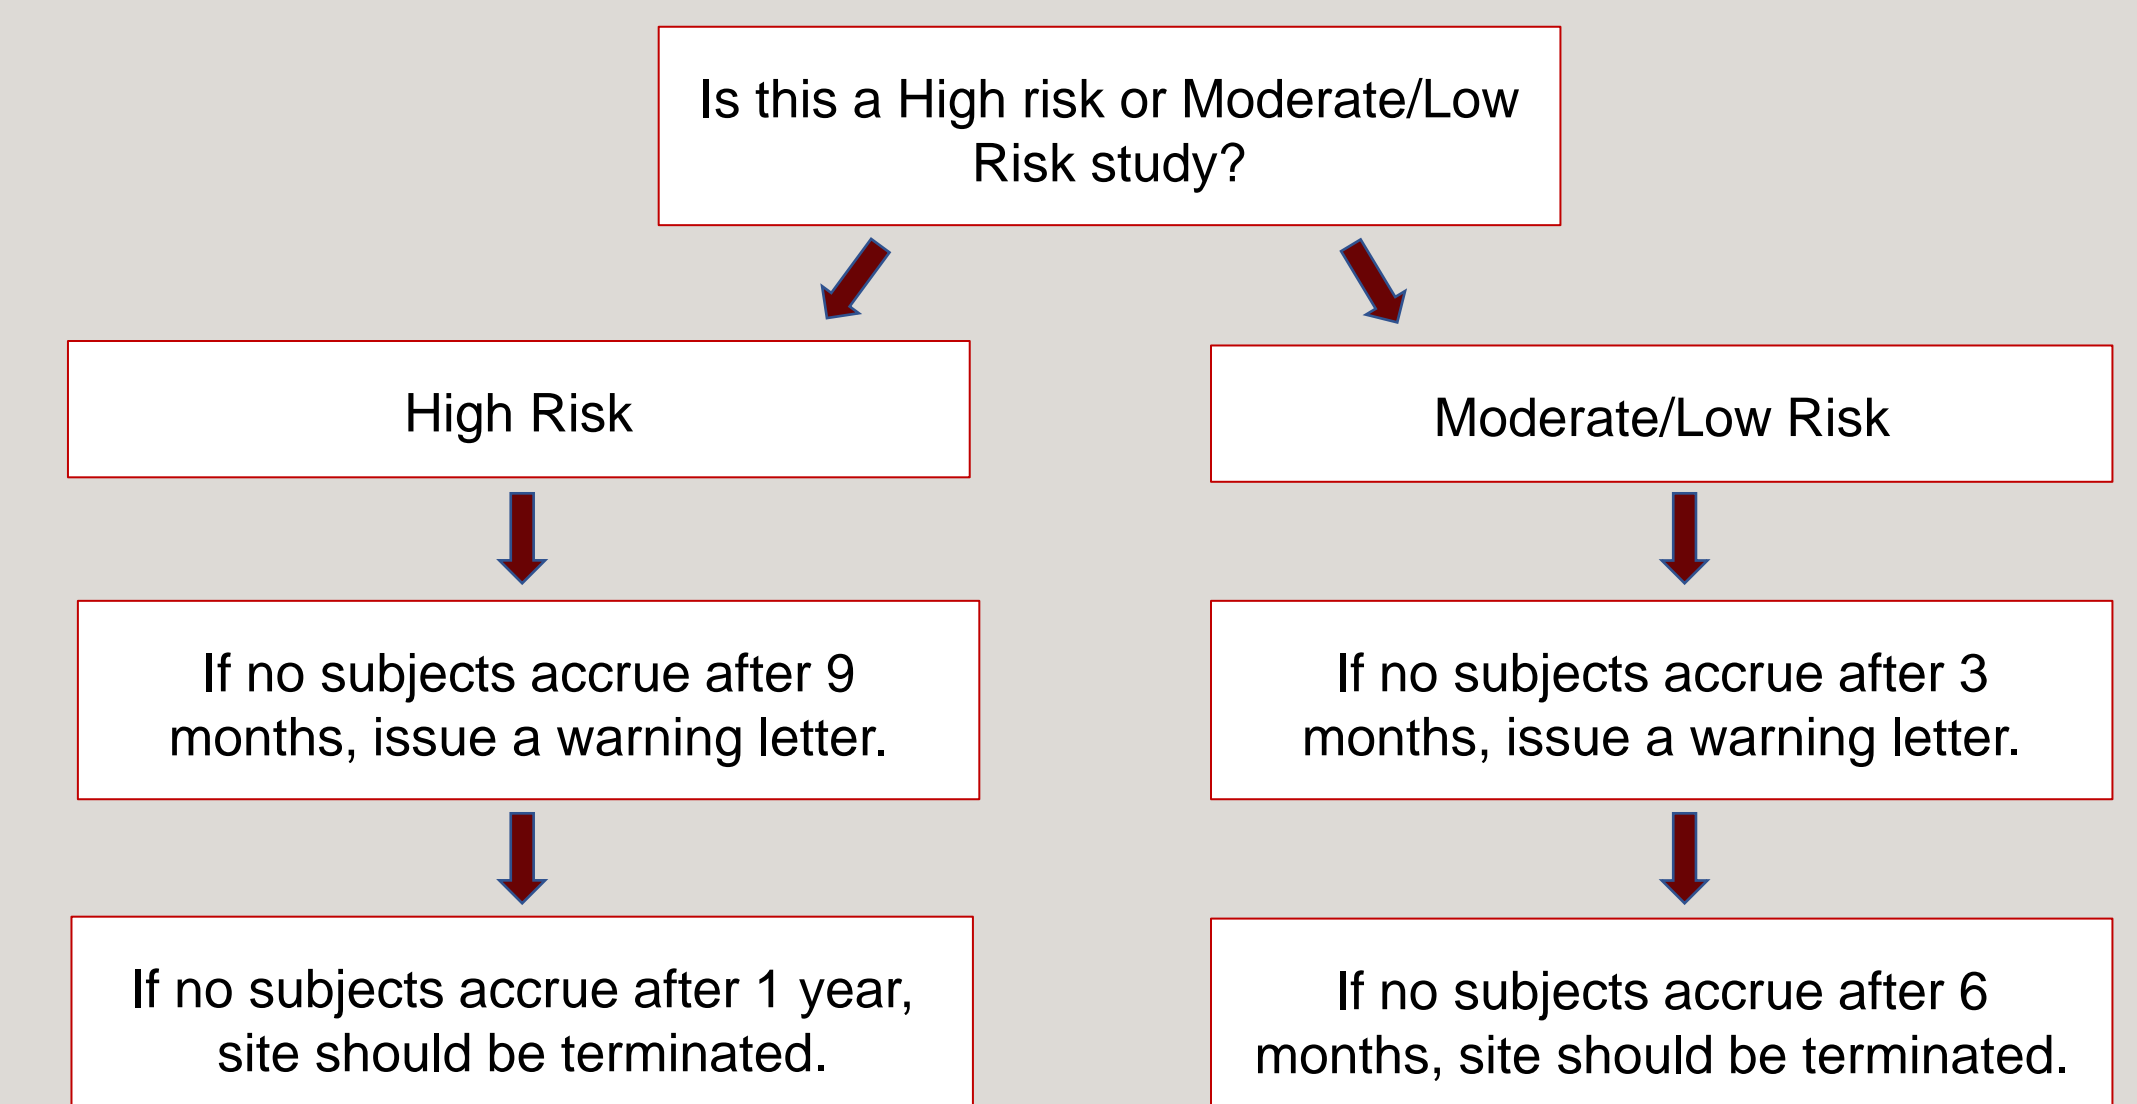 Is this a High risk or Moderate/Low
Risk study?
High Risk
Moderate/Low Risk
If no subjects accrue after 9
months, issue a warning letter.
If no subjects accrue after 3
months, issue a warning letter.
If no subjects accrue after 1 year,
site should be terminated.
If no subjects accrue after 6
months, site should be terminated.